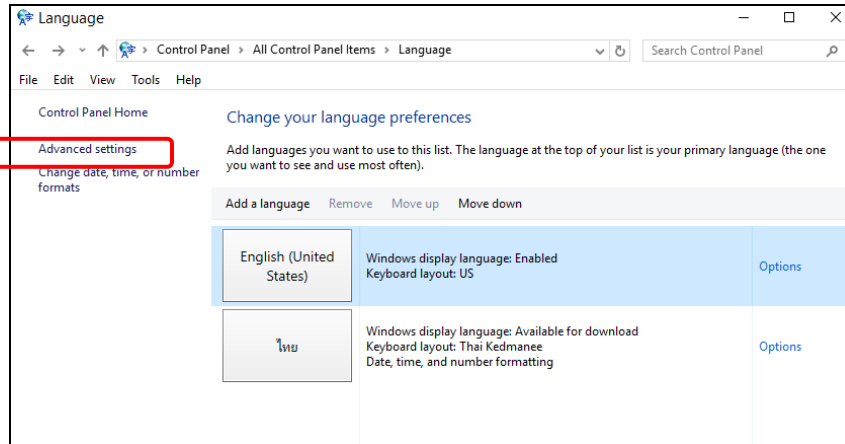 Language
Control Panel > All Control Panel Items > Language
Search Control Panel
File Edit View Tools Help
Control Panel Home
Advanced settings
Change date, time, or number
formats
Change your language preferences
Add languages you want to use to this list. The language at the top of your list is your primary language (the one
you want to see and use most often).
Add a language Remove Move up Move down
English (United
States)
Windows display language: Enabled
Keyboard layout: US
Options
ไทย
Windows display language: Available for download
Keyboard layout: Thai Kedmanee
Date, time, and number formatting
Options